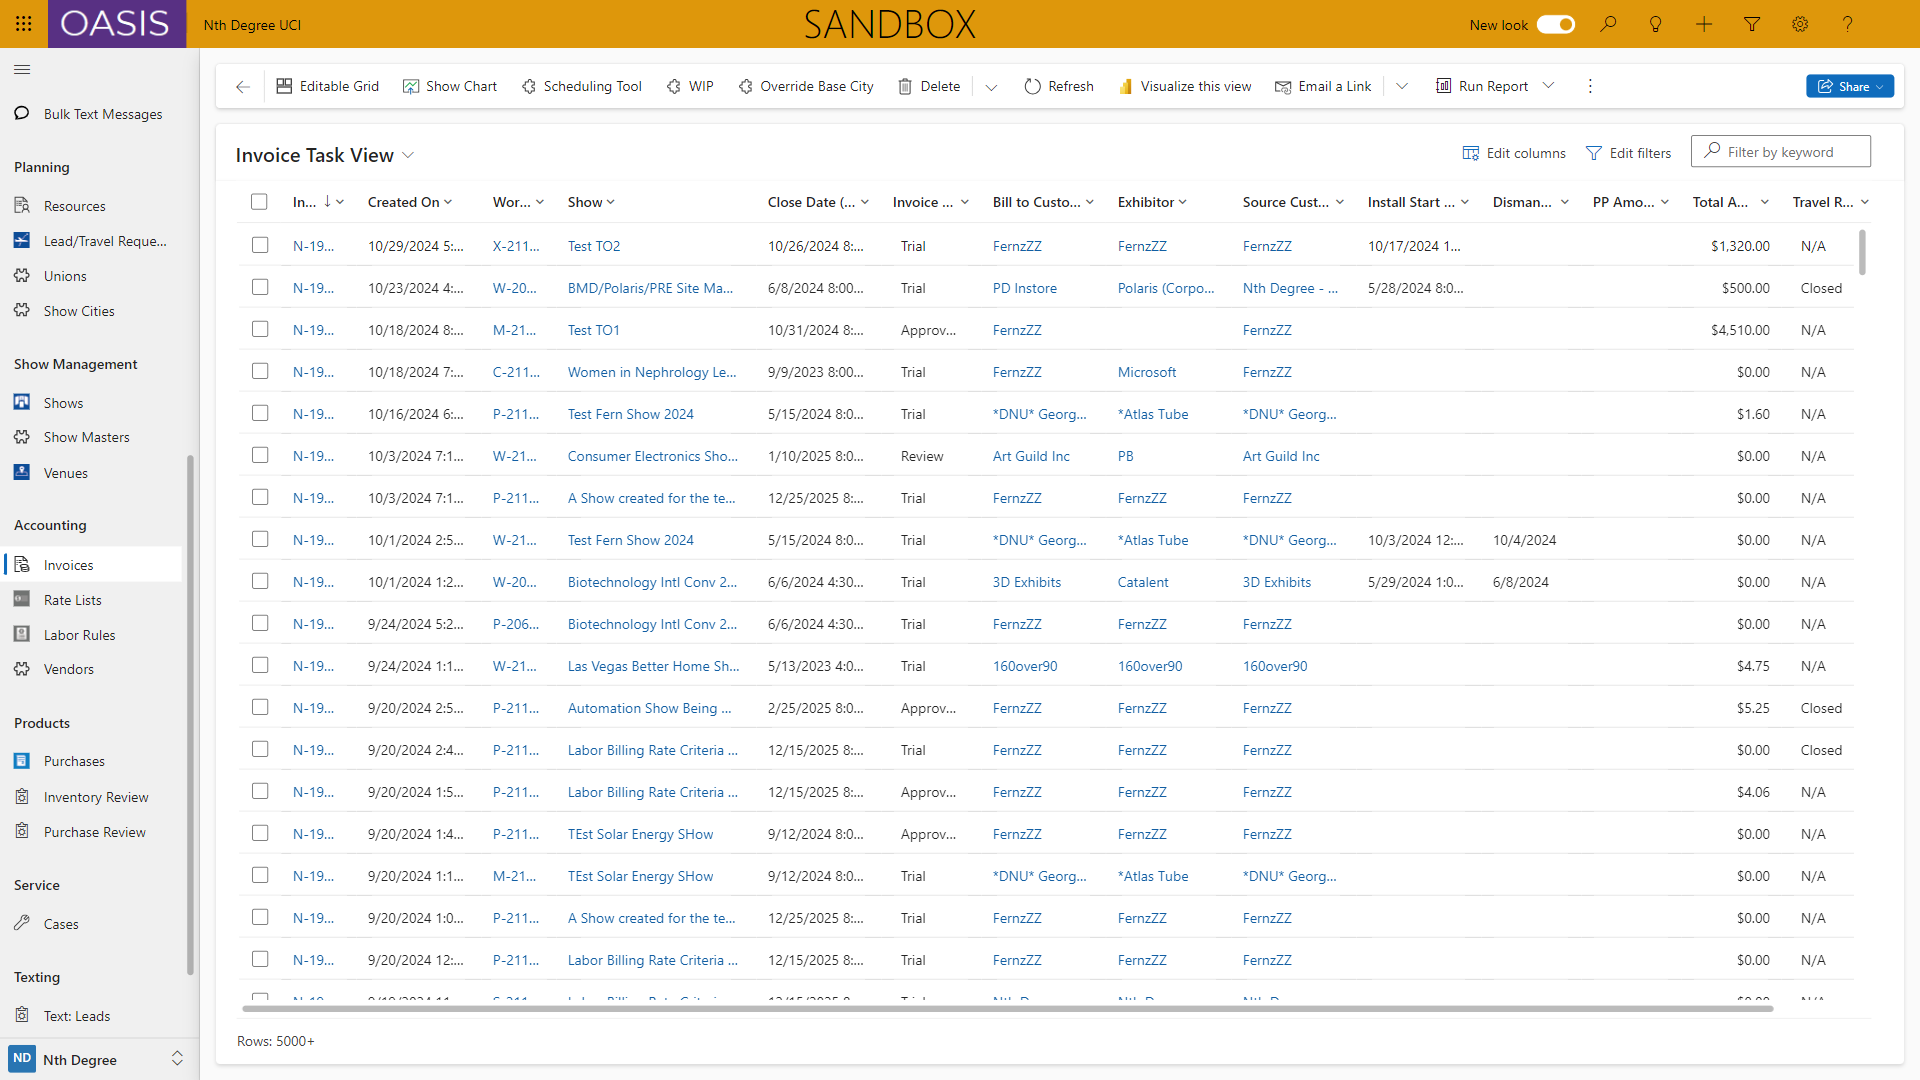 OASIS Nth Degree UCI SANDBOX New look
Editable Grid Show Chart Scheduling Tool WIP Override Base City Delete Refresh Visualize this view Email a Link Run Report Share
Bulk Text Messages
Planning
Resources
Lead/Travel Reque...
Unions
Show Cities
Show Management
Shows
Show Masters
Venues
Accounting
Invoices
Rate Lists
Labor Rules
Vendors
Products
Purchases
Inventory Review
Purchase Review
Service
Cases
Texting
Text: Leads
ND Nth Degree
Invoice Task View Edit columns Edit filters Filter by keyword
In... Created On Wor... Show Close Date (... Invoice ... Bill to Custo... Exhibitor Source Cust... Install Start ... Disman... PP Amo... Total A... Travel R...
N-19... 10/29/2024 5:... X-211... Test TO2 10/26/2024 8:... Trial FernzZZ FernzZZ FernzZZ 10/17/2024 1... $1,320.00 N/A
N-19... 10/23/2024 4:... W-20... BMD/Polaris/PRE Site Ma... 6/8/2024 8:00... Trial PD Instore Polaris (Corpo... Nth Degree - ... 5/28/2024 8:0... $500.00 Closed
N-19... 10/18/2024 8:... M-21... Test TO1 10/31/2024 8:... Approv... FernzZZ FernzZZ $4,510.00 N/A
N-19... 10/18/2024 7:... C-211... Women in Nephrology Le... 9/9/2023 8:00... Trial FernzZZ Microsoft FernzZZ $0.00 N/A
N-19... 10/16/2024 6:... P-211... Test Fern Show 2024 5/15/2024 8:0... Trial *DNU* Georg... *Atlas Tube *DNU* Georg... $1.60 N/A
N-19... 10/3/2024 7:1... W-21... Consumer Electronics Sho... 1/10/2025 8:0... Review Art Guild Inc PB Art Guild Inc $0.00 N/A
N-19... 10/3/2024 7:1... P-211... A Show created for the te... 12/25/2025 8:... Trial FernzZZ FernzZZ FernzZZ $0.00 N/A
N-19... 10/1/2024 2:5... W-21... Test Fern Show 2024 5/15/2024 8:0... Trial *DNU* Georg... *Atlas Tube *DNU* Georg... 10/3/2024 12:... 10/4/2024 $0.00 N/A
N-19... 10/1/2024 1:2... W-20... Biotechnology Intl Conv 2... 6/6/2024 4:30... Trial 3D Exhibits Catalent 3D Exhibits 5/29/2024 1:0... 6/8/2024 $0.00 N/A
N-19... 9/24/2024 5:2... P-206... Biotechnology Intl Conv 2... 6/6/2024 4:30... Trial FernzZZ FernzZZ FernzZZ $0.00 N/A
N-19... 9/24/2024 1:1... W-21... Las Vegas Better Home Sh... 5/13/2023 4:0... Trial 160over90 160over90 160over90 $4.75 N/A
N-19... 9/20/2024 2:5... P-211... Automation Show Being ... 2/25/2025 8:0... Approv... FernzZZ FernzZZ FernzZZ $5.25 Closed
N-19... 9/20/2024 2:4... P-211... Labor Billing Rate Criteria ... 12/15/2025 8:... Trial FernzZZ FernzZZ FernzZZ $0.00 Closed
N-19... 9/20/2024 1:5... P-211... Labor Billing Rate Criteria ... 12/15/2025 8:... Approv... FernzZZ FernzZZ FernzZZ $4.06 N/A
N-19... 9/20/2024 1:4... P-211... TEst Solar Energy SHow 9/12/2024 8:0... Approv... FernzZZ FernzZZ FernzZZ $0.00 N/A
N-19... 9/20/2024 1:1... M-21... TEst Solar Energy SHow 9/12/2024 8:0... Trial *DNU* Georg... *Atlas Tube *DNU* Georg... $0.00 N/A
N-19... 9/20/2024 1:0... P-211... A Show created for the te... 12/25/2025 8:... Trial FernzZZ FernzZZ FernzZZ $0.00 N/A
N-19... 9/20/2024 12:... P-211... Labor Billing Rate Criteria ... 12/15/2025 8:... Trial FernzZZ FernzZZ FernzZZ $0.00 N/A
Rows: 5000+